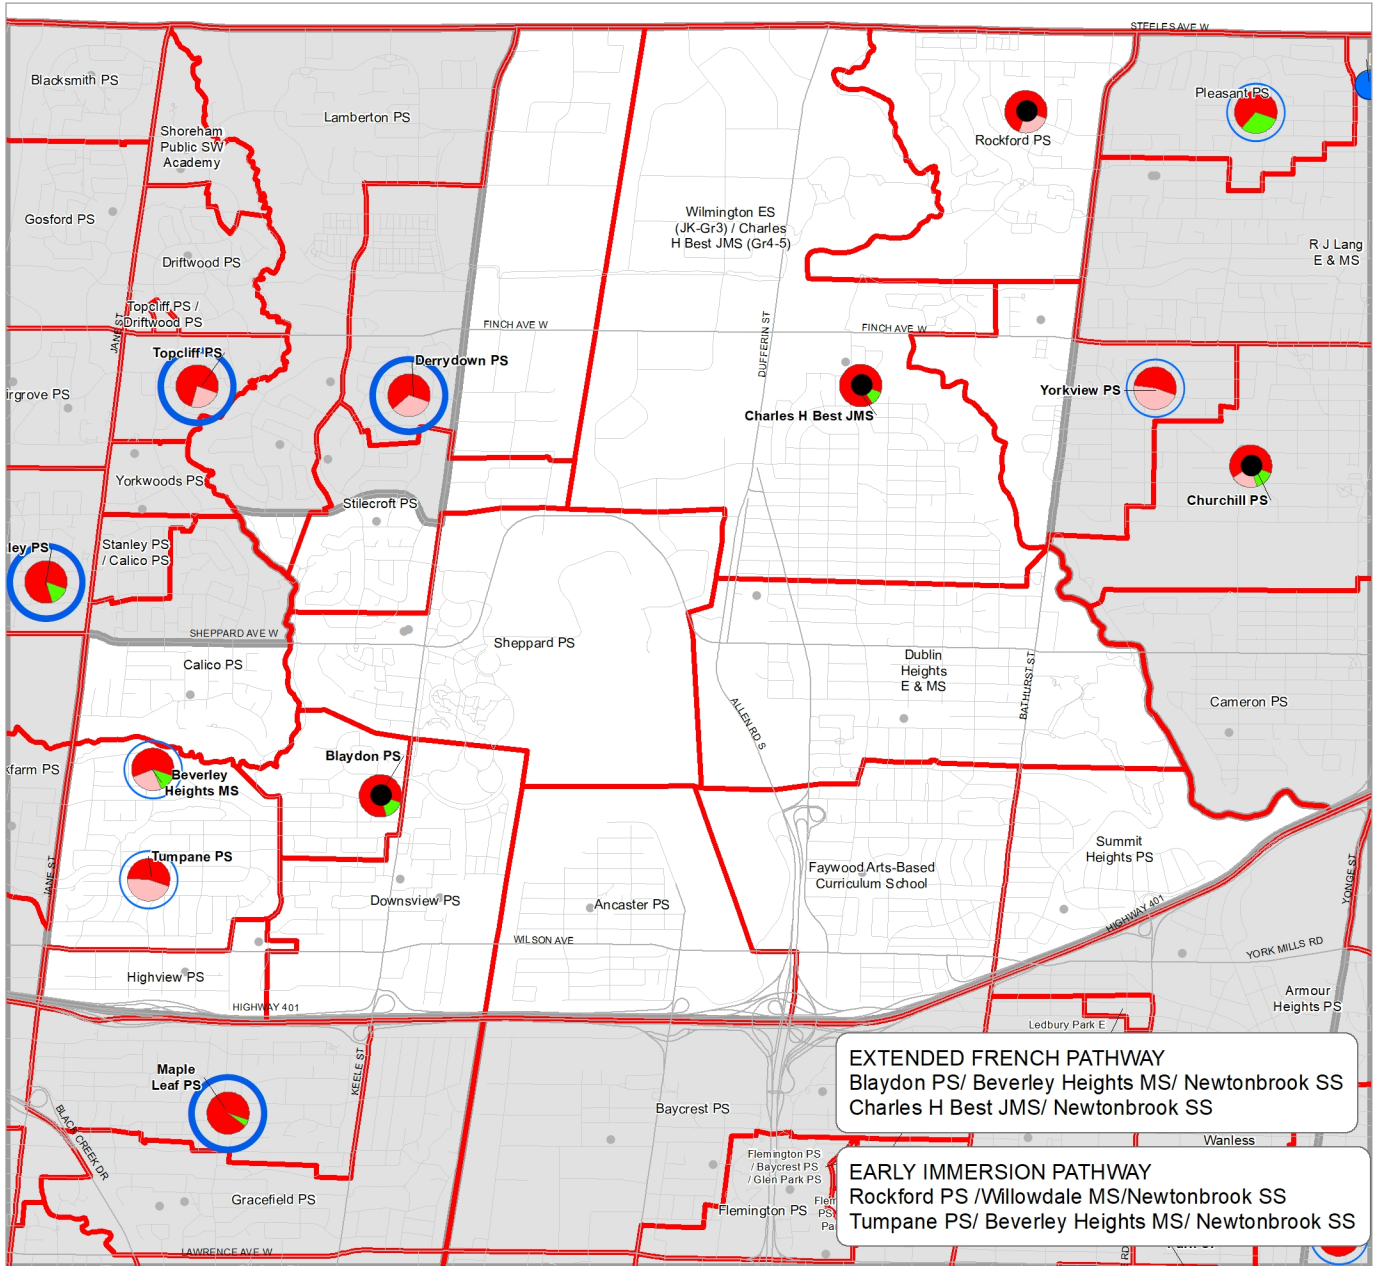 STEELES AVE W
Blacksmith PS
Lamberton PS
Pleasant PS
Shoreham
Public SW
Academy
Rockford PS
Gosford PS
Wilmington ES
(JK-Gr3) / Charles
H Best JMS (Gr4-5)
R J Lang
E & MS
Driftwood PS
Topcliff PS /
Driftwood PS
JANE ST
FINCH AVE W
DUFFERIN ST
FINCH AVE W
Topcliff PS
Derrydown PS
irgrove PS
Yorkview PS
Charles H Best JMS
Yorkwoods PS
Stilecroft PS
Churchill PS
ley PS
Stanley PS
/ Calico PS
SHEPPARD AVE W
Sheppard PS
Calico PS
Dublin
Heights
E & MS
BATHURST ST
Cameron PS
ALLEN RD S
Blaydon PS
kfarm PS
Beverley
Heights MS
Tumpane PS
JANE ST
Summit
Heights PS
Faywood Arts-Based
Curriculum School
YONGE ST
Downsview PS
Ancaster PS
HIGHWAY 401
WILSON AVE
YORK MILLS RD
Highview PS
HIGHWAY 401
Armour
Heights PS
Ledbury Park E
EXTENDED FRENCH PATHWAY
Blaydon PS/ Beverley Heights MS/ Newtonbrook SS
Charles H Best JMS/ Newtonbrook SS
Maple
Leaf PS
KEELE ST
Baycrest PS
BLACK CREEK DR
Wanless
Flemington PS
/ Baycrest PS
/ Glen Park PS
EARLY IMMERSION PATHWAY
Rockford PS /Willowdale MS/Newtonbrook SS
Tumpane PS/ Beverley Heights MS/ Newtonbrook SS
Gracefield PS
Flem
PS/
Pa
Flemington PS
LAWRENCE AVE W
RD